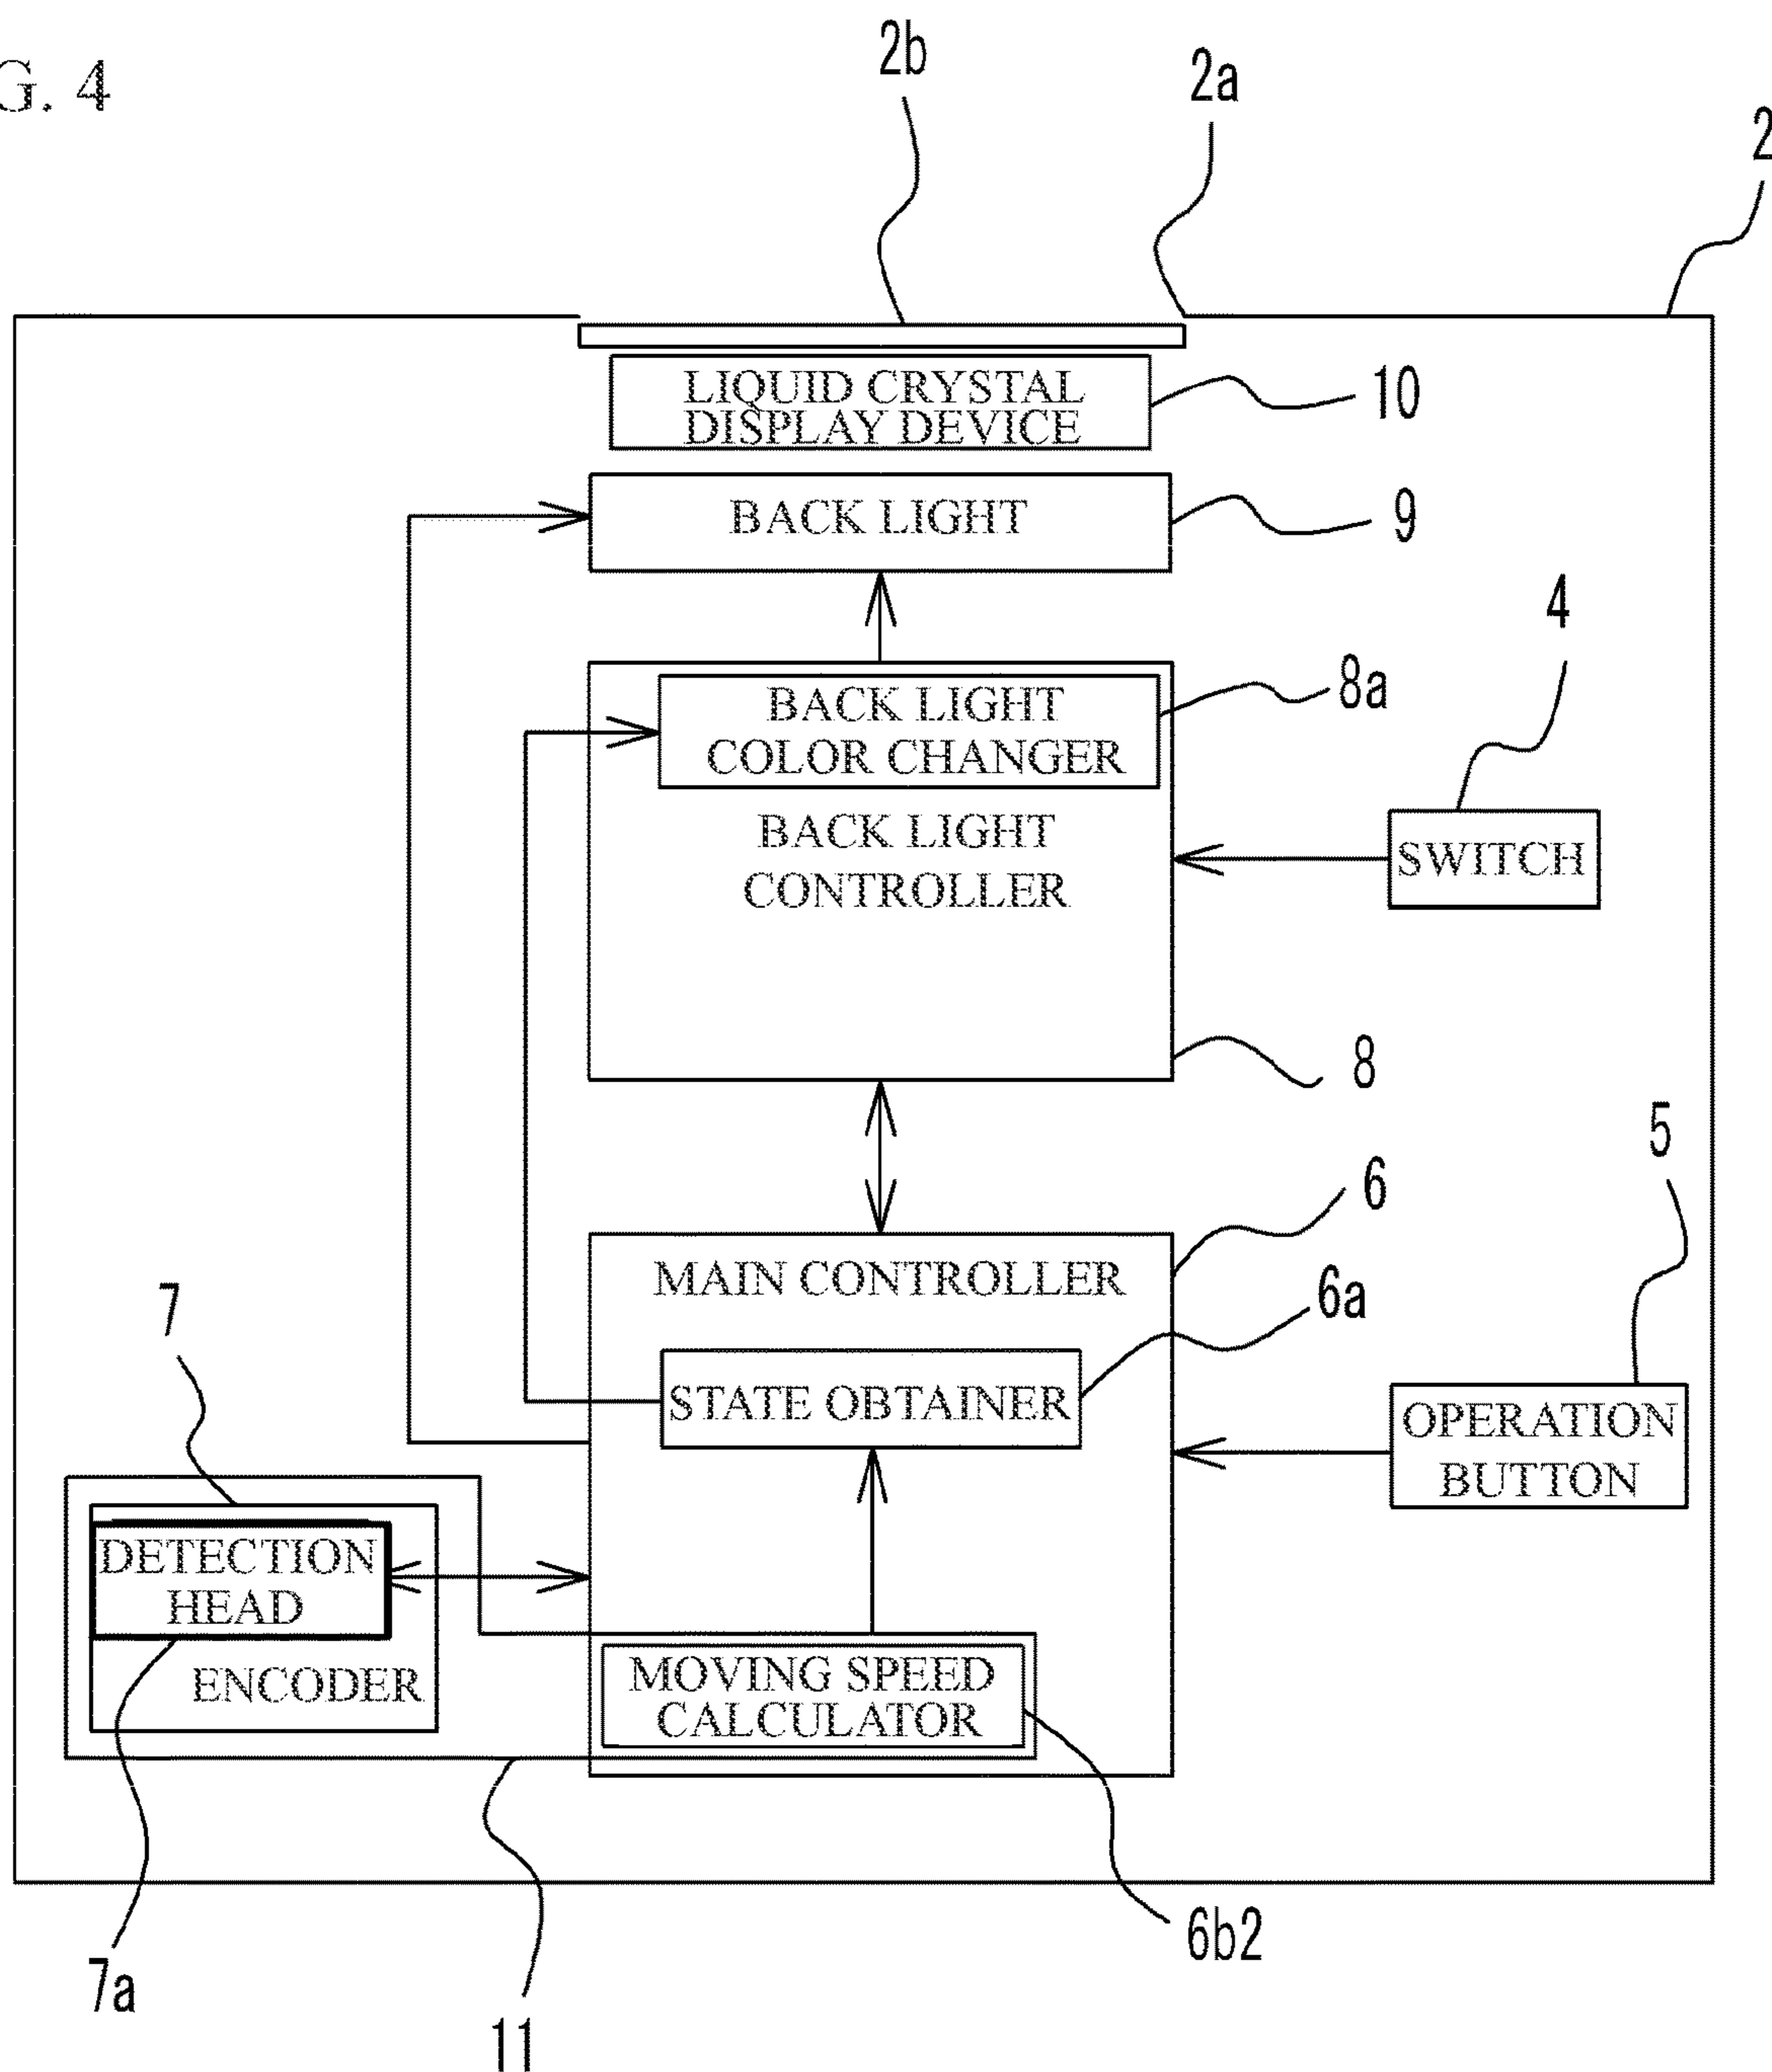 G. 4
2b
2a
2
LIQUID CRYSTAL
DISPLAY DEVICE
10
BACK LIGHT
9
4
BACK LIGHT
COLOR CHANGER
8a
BACK LIGHT
CONTROLLER
SWITCH
8
5
6
MAIN CONTROLLER
6a
7
STATE OBTAINER
OPERATION
BUTTON
DETECTION
HEAD
ENCODER
MOVING SPEED
CALCULATOR
6b2
7a
11